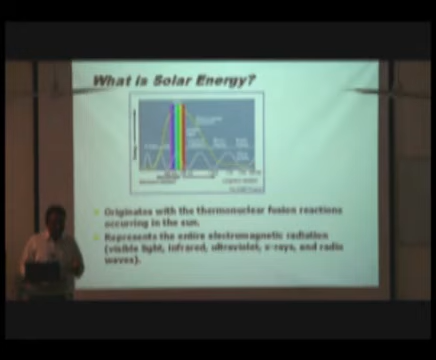 What is Solar Energy?
Originates with the thermonuclear fusion reactions
occurring in the sun.
Represents the entire electromagnetic radiation
(visible light, infrared, ultraviolet, x-rays, and radio
waves).